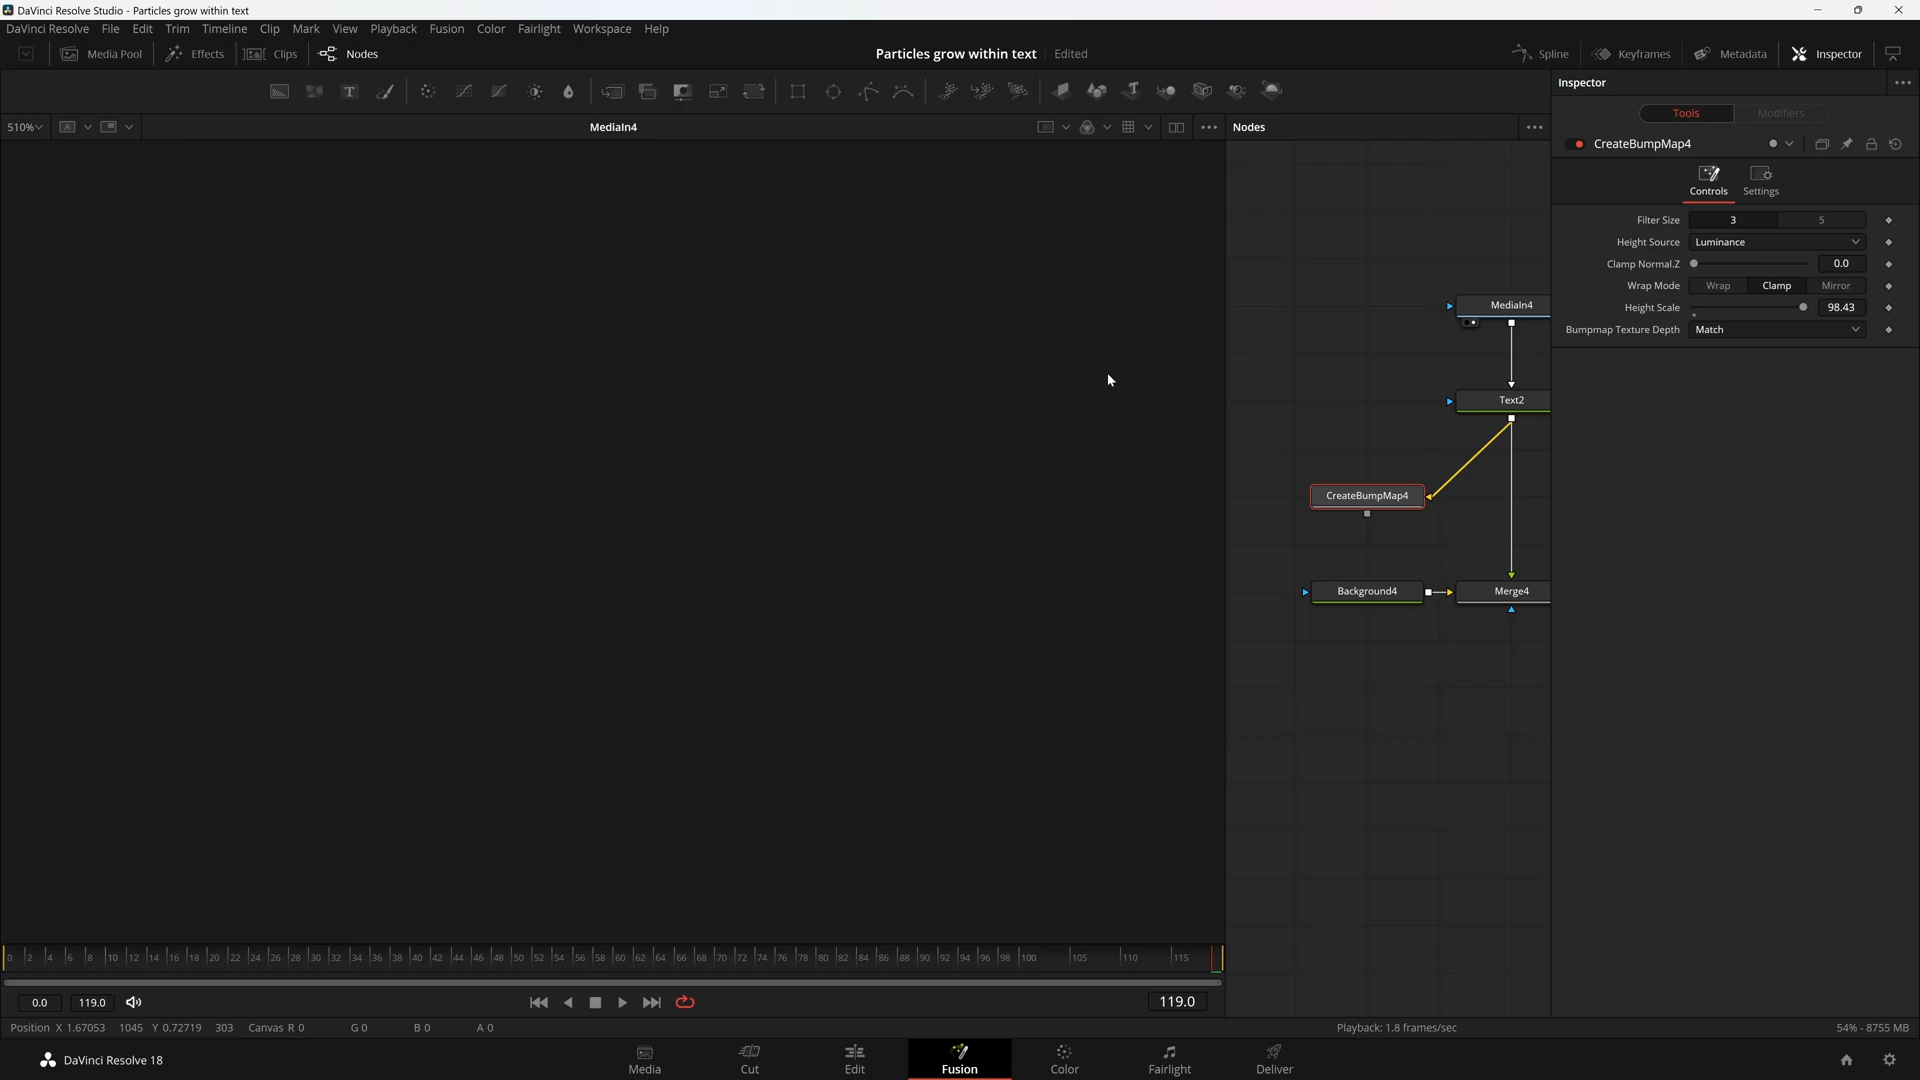 DaVinci Resolve Studio - Particles grow within text
DaVinci Resolve File Edit Trim Timeline Clip Mark View Playback Fusion Color Fairlight Workspace Help
Media Pool Effects Clips Nodes Particles grow within text Edited Spline Keyframes Metadata Inspector
Inspector
Tools Modifiers
510% A MediaIn4 Nodes
CreateBumpMap4
Controls Settings
Filter Size 3 5
Height Source Luminance
Clamp Normal.Z 0.0
Wrap Mode Wrap Clamp Mirror
Height Scale 98.43
Bumpmap Texture Depth Match
MediaIn4
Text2
CreateBumpMap4
Background4 Merge4
0 2 4 6 8 10 12 14 16 18 20 22 24 26 28 30 32 34 36 38 40 42 44 46 48 50 52 54 56 58 60 62 64 66 68 70 72 74 76 78 80 82 84 86 88 90 92 94 96 98 100 105 110 115
0.0 119.0 119.0
Position X 1.67053 1045 Y 0.72719 303 Canvas R 0 G 0 B 0 A 0 Playback: 1.8 frames/sec 54% - 8755 MB
DaVinci Resolve 18 Media Cut Edit Fusion Color Fairlight Deliver